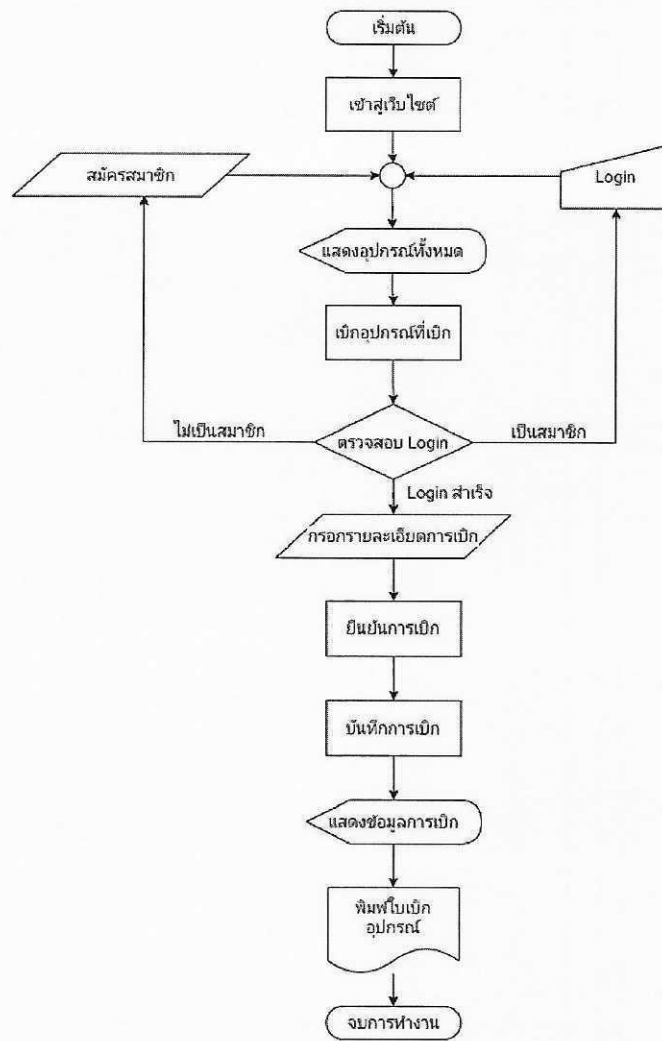 เริ่มต้น
เข้าสู่เว็บไซต์
สมัครสมาชิก
Login
แสดงอุปกรณ์ทั้งหมด
เบิกอุปกรณ์ที่เบิก
ไม่เป็นสมาชิก
ตรวจสอบ Login
เป็นสมาชิก
Login สำเร็จ
กรอกรายละเอียดการเบิก
ยืนยันการเบิก
บันทึกการเบิก
แสดงข้อมูลการเบิก
พิมพ์ใบเบิก
อุปกรณ์
จบการทำงาน